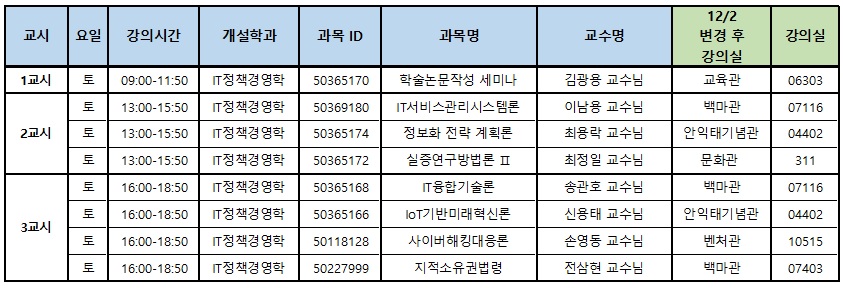 교시 요일 강의시간 개설학과 과목 ID 과목명 교수명 12/2 변경 후 강의실 강의실
1교시 토 09:00-11:50 IT정책경영학 50365170 학술논문작성 세미나 김광용 교수님 교육관 06303
2교시 토 13:00-15:50 IT정책경영학 50369180 IT서비스관리시스템론 이남용 교수님 백마관 07116
토 13:00-15:50 IT정책경영학 50365174 정보화 전략 계획론 최용락 교수님 안익태기념관 04402
토 13:00-15:50 IT정책경영학 50365172 실증연구방법론 Ⅱ 최정일 교수님 문화관 311
3교시 토 16:00-18:50 IT정책경영학 50365168 IT융합기술론 송관호 교수님 백마관 07116
토 16:00-18:50 IT정책경영학 50365166 IoT기반미래혁신론 신용태 교수님 안익태기념관 04402
토 16:00-18:50 IT정책경영학 50118128 사이버해킹대응론 손영동 교수님 벤처관 10515
토 16:00-18:50 IT정책경영학 50227999 지적소유권법령 전삼현 교수님 백마관 07403